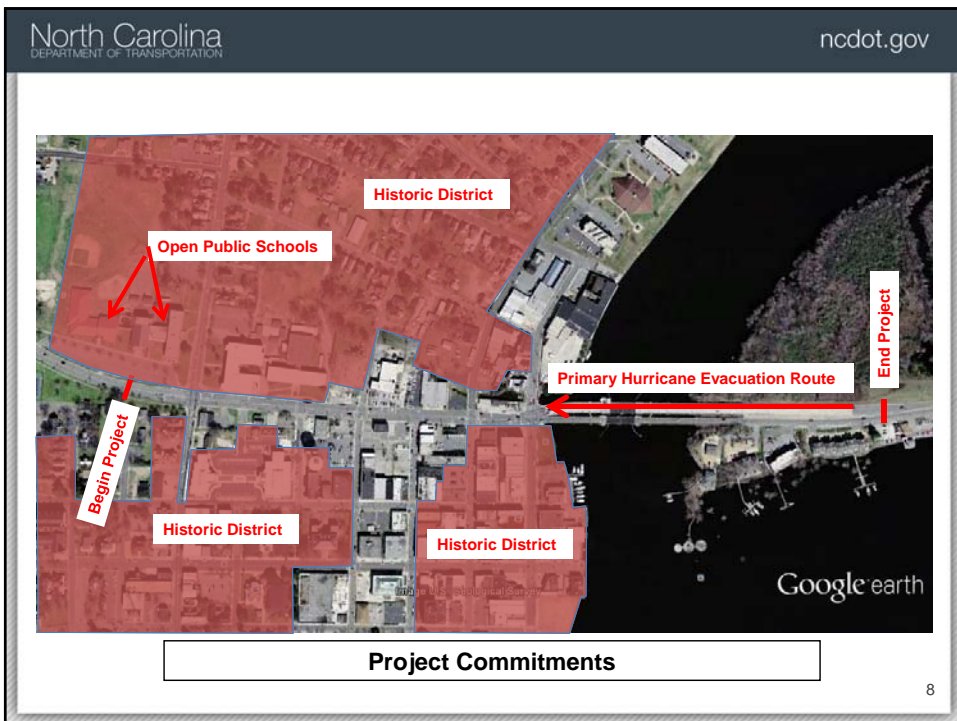 North Carolina
DEPARTMENT OF TRANSPORTATION
ncdot.gov
Historic District
Open Public Schools
End Project
Primary Hurricane Evacuation Route
Begin Project
Historic District
Historic District
Google earth
Project Commitments
8